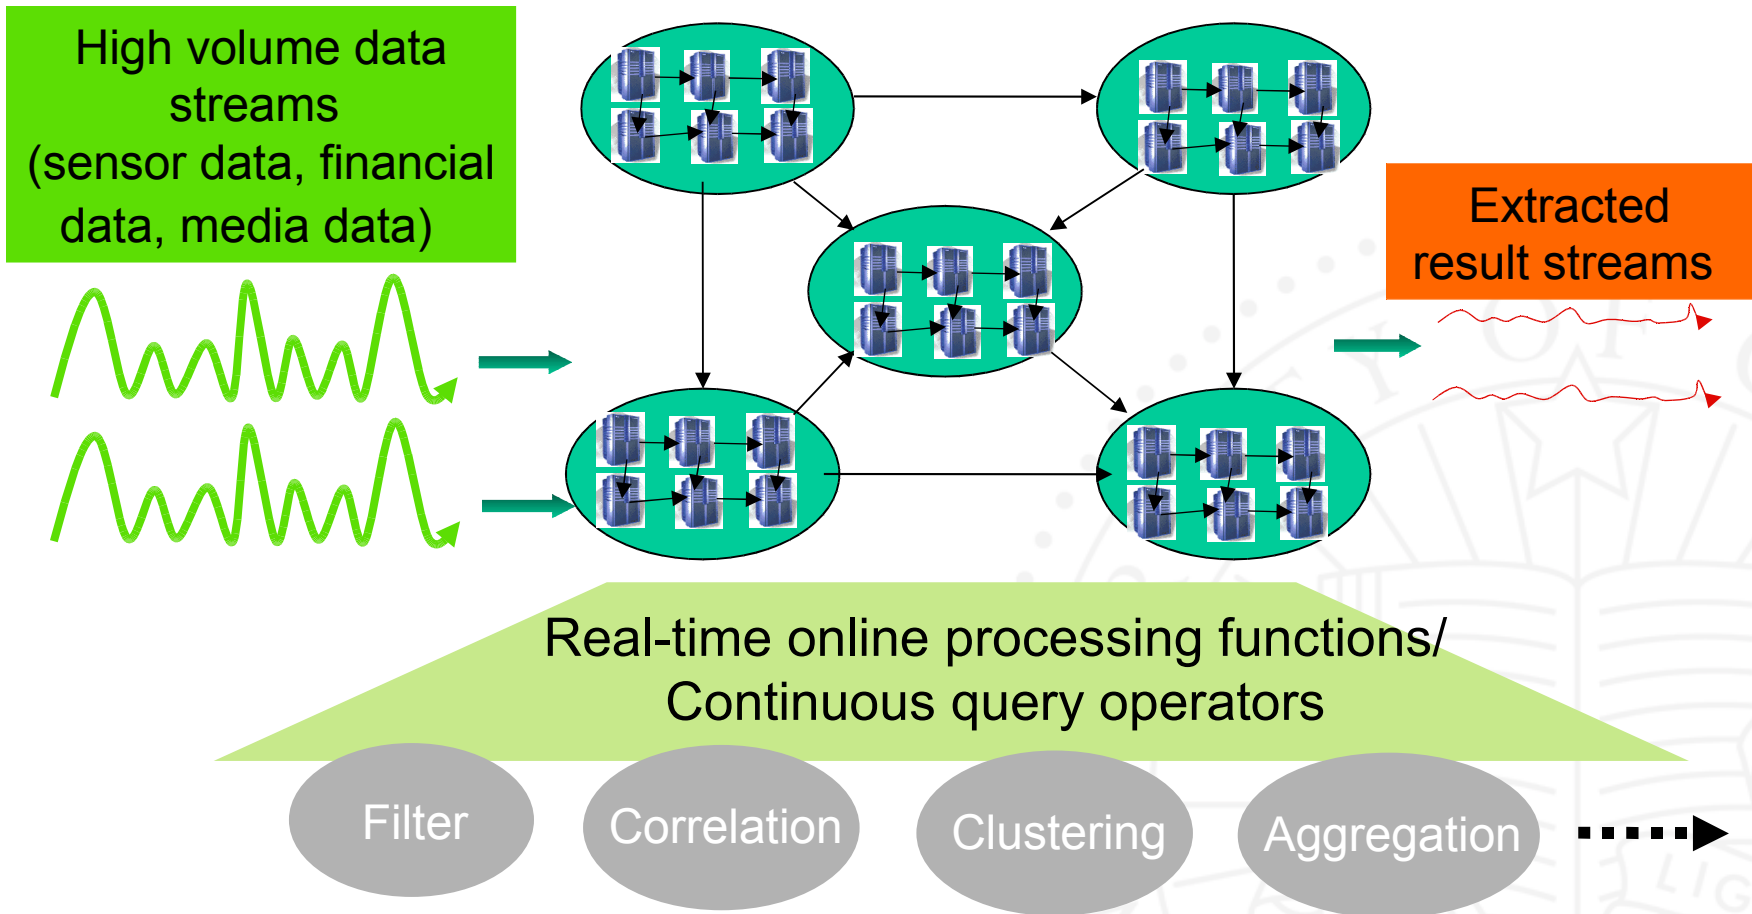 High volume data
streams
(sensor data, financial
data, media data)
Extracted
result streams
Real-time online processing functions/
Continuous query operators
Filter
Correlation
Clustering
Aggregation